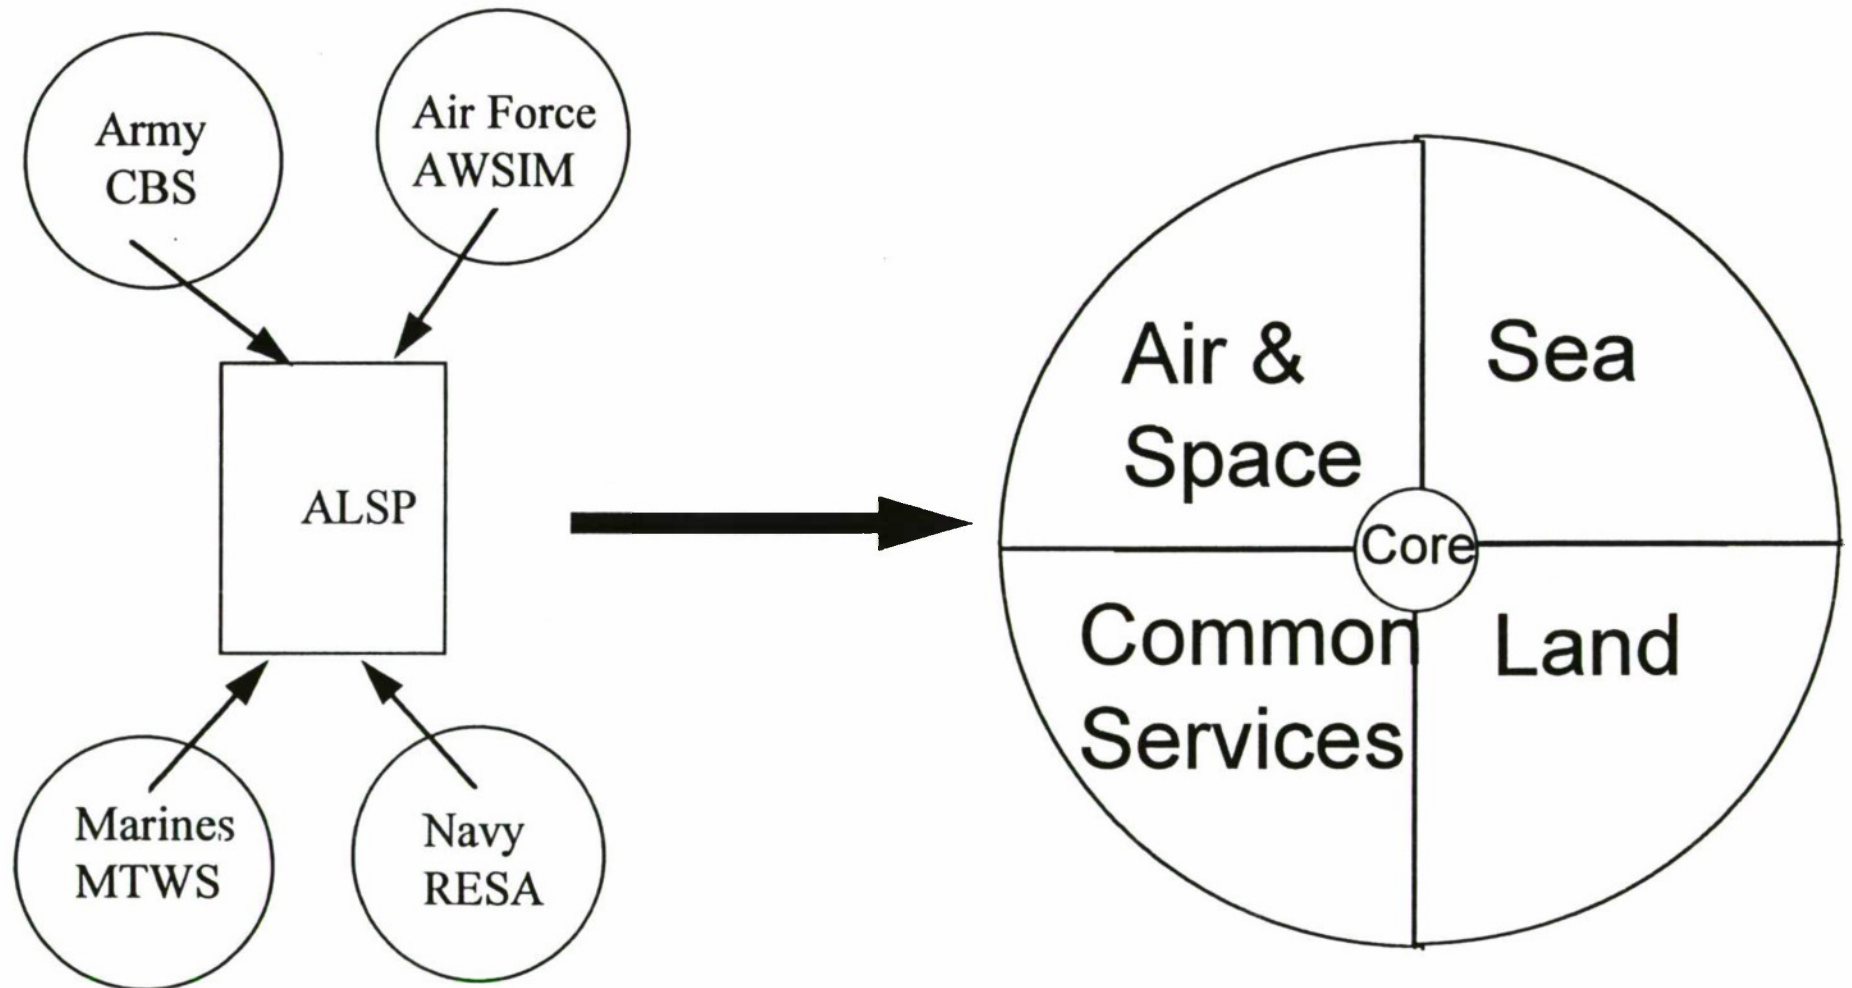 Army
CBS
Air Force
AWSIM
ALSP
Marines
MTWS
Navy
RESA
Air &
Space
Sea
Core
Common
Services
Land